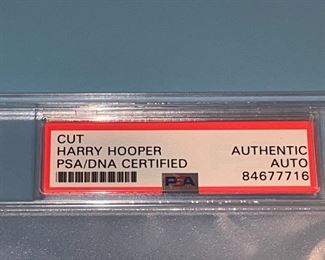 CUT
HARRY HOOPER
PSA/DNA CERTIFIED
AUTHENTIC
AUTO
84677716
PSA